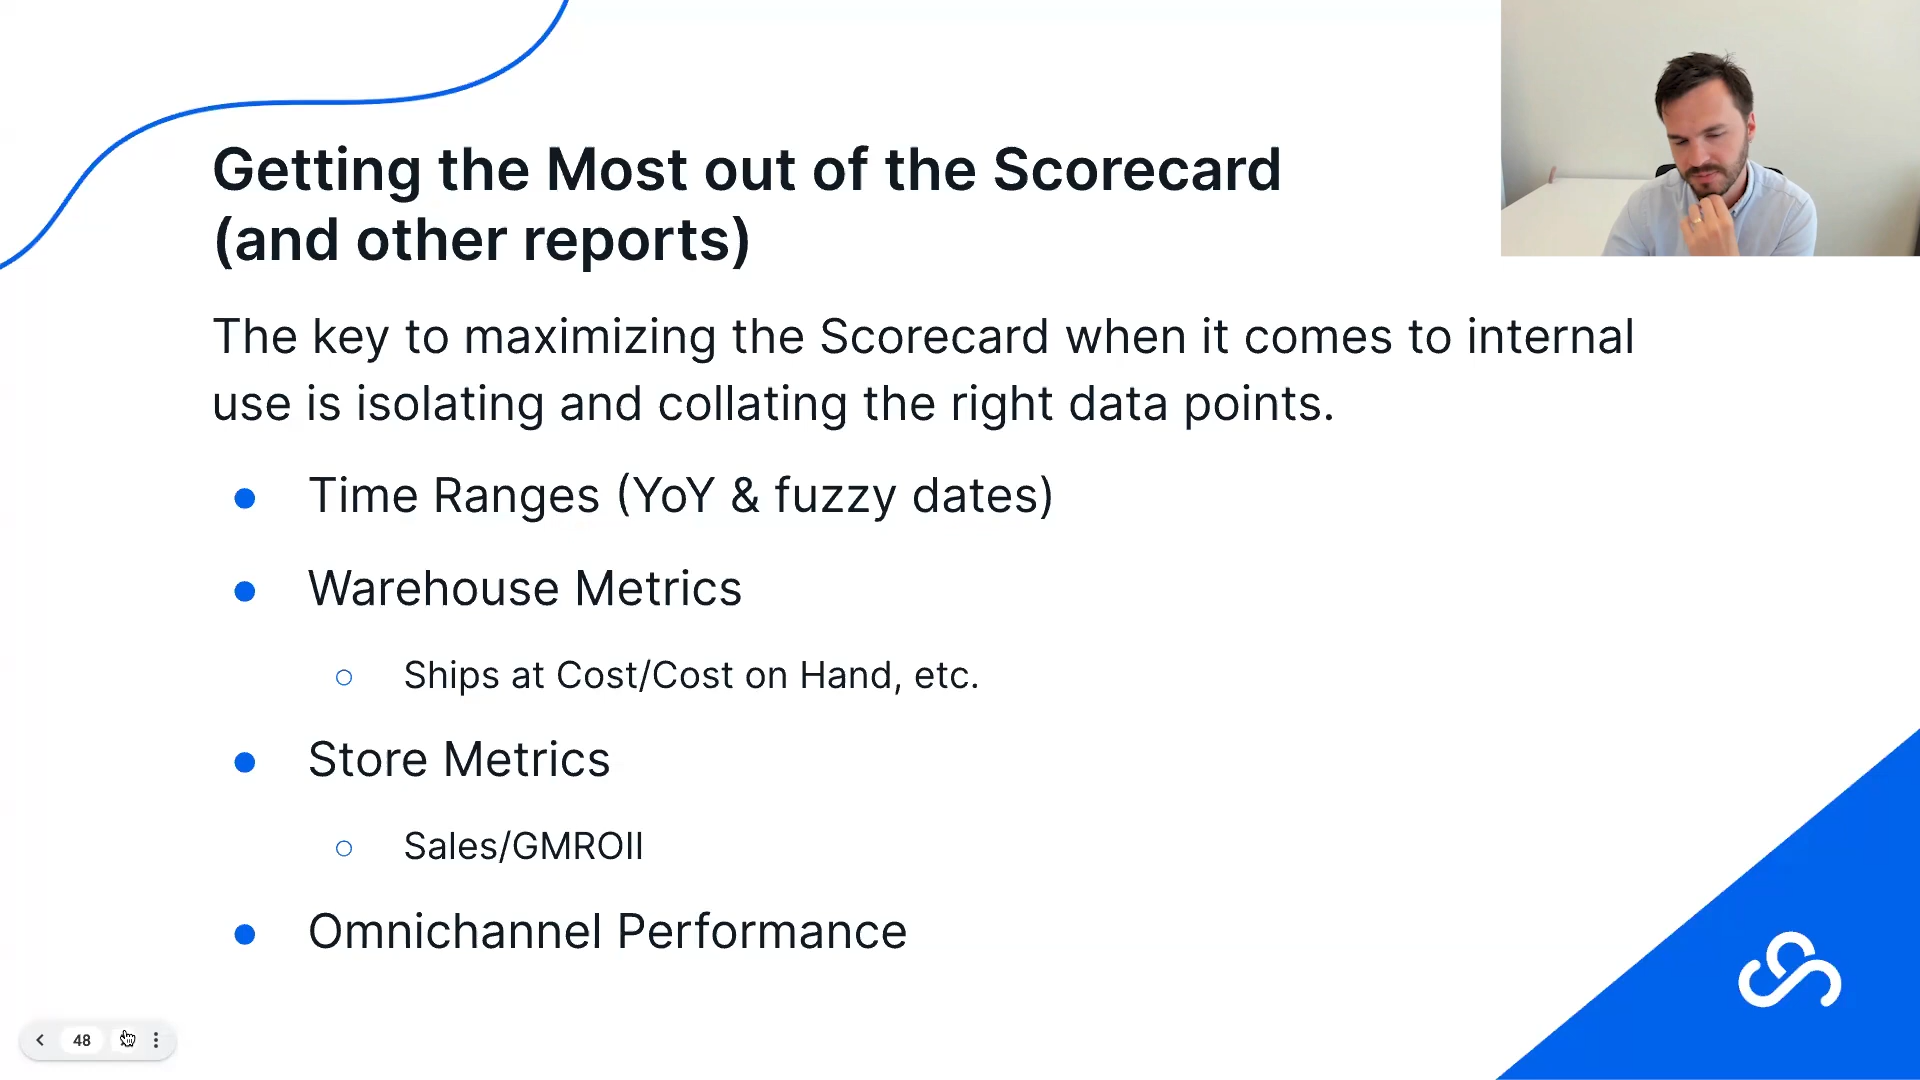 Getting the Most out of the Scorecard
(and other reports)
The key to maximizing the Scorecard when it comes to internal
use is isolating and collating the right data points.
● Time Ranges (YoY & fuzzy dates)
● Warehouse Metrics
○ Ships at Cost/Cost on Hand, etc.
● Store Metrics
○ Sales/GMROII
● Omnichannel Performance
48